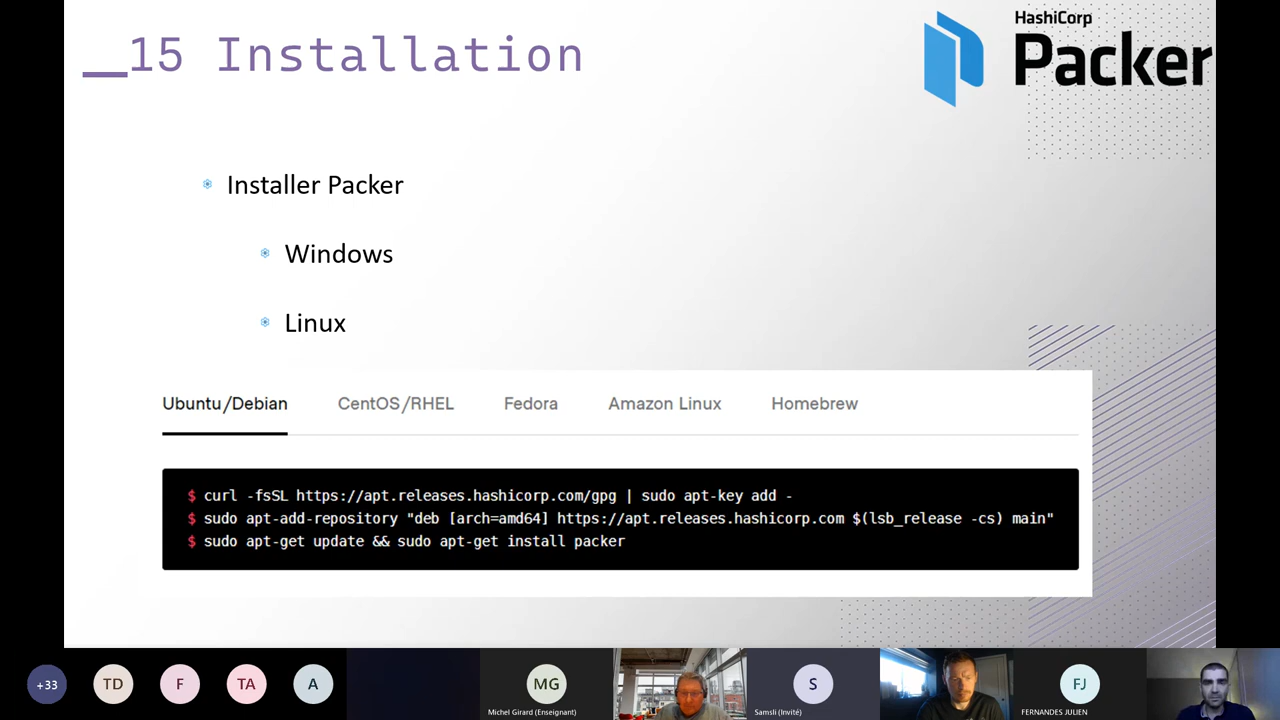 __15 Installation
HashiCorp
Packer
Installer Packer
Windows
Linux
Ubuntu/Debian CentOS/RHEL Fedora Amazon Linux Homebrew
$ curl -fsSL https://apt.releases.hashicorp.com/gpg | sudo apt-key add -
$ sudo apt-add-repository "deb [arch=amd64] https://apt.releases.hashicorp.com $(lsb_release -cs) main"
$ sudo apt-get update && sudo apt-get install packer
+33 TD F TA A MG S FJ
Michel Girard (Enseignant) Samsli (Invité) FERNANDES JULIEN